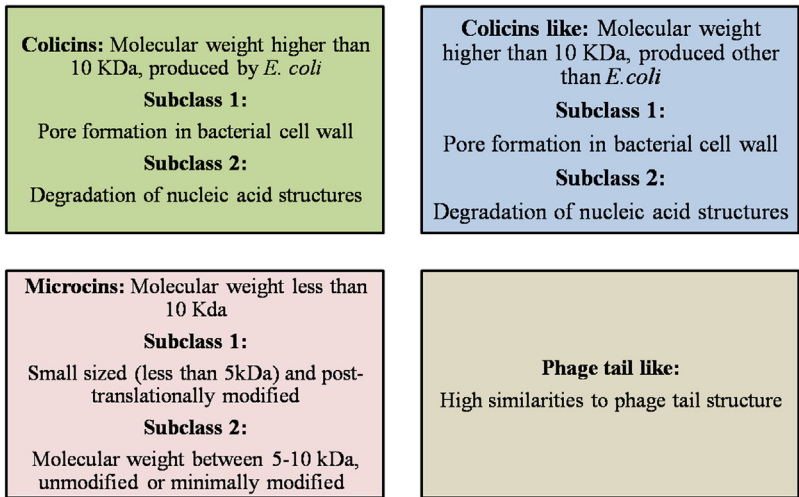 Colicins: Molecular weight higher than
10 KDa, produced by E. coli
Subclass 1:
Pore formation in bacterial cell wall
Subclass 2:
Degradation of nucleic acid structures
Colicins like: Molecular weight
higher than 10 KDa, produced other
than E.coli
Subclass 1:
Pore formation in bacterial cell wall
Subclass 2:
Degradation of nucleic acid structures
Microcins: Molecular weight less than
10 Kda
Subclass 1:
Small sized (less than 5kDa) and post-
translationally modified
Subclass 2:
Molecular weight between 5-10 kDa,
unmodified or minimally modified
Phage tail like:
High similarities to phage tail structure